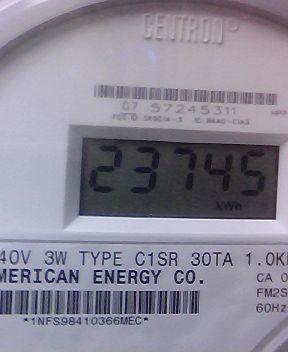 CENTRON®
07 57245311
23745
kWh
40V 3W TYPE C1SR 30TA 1.0K
MERICAN ENERGY CO.
CA 0
FM2S
60Hz
*1NFS98410366MEC*